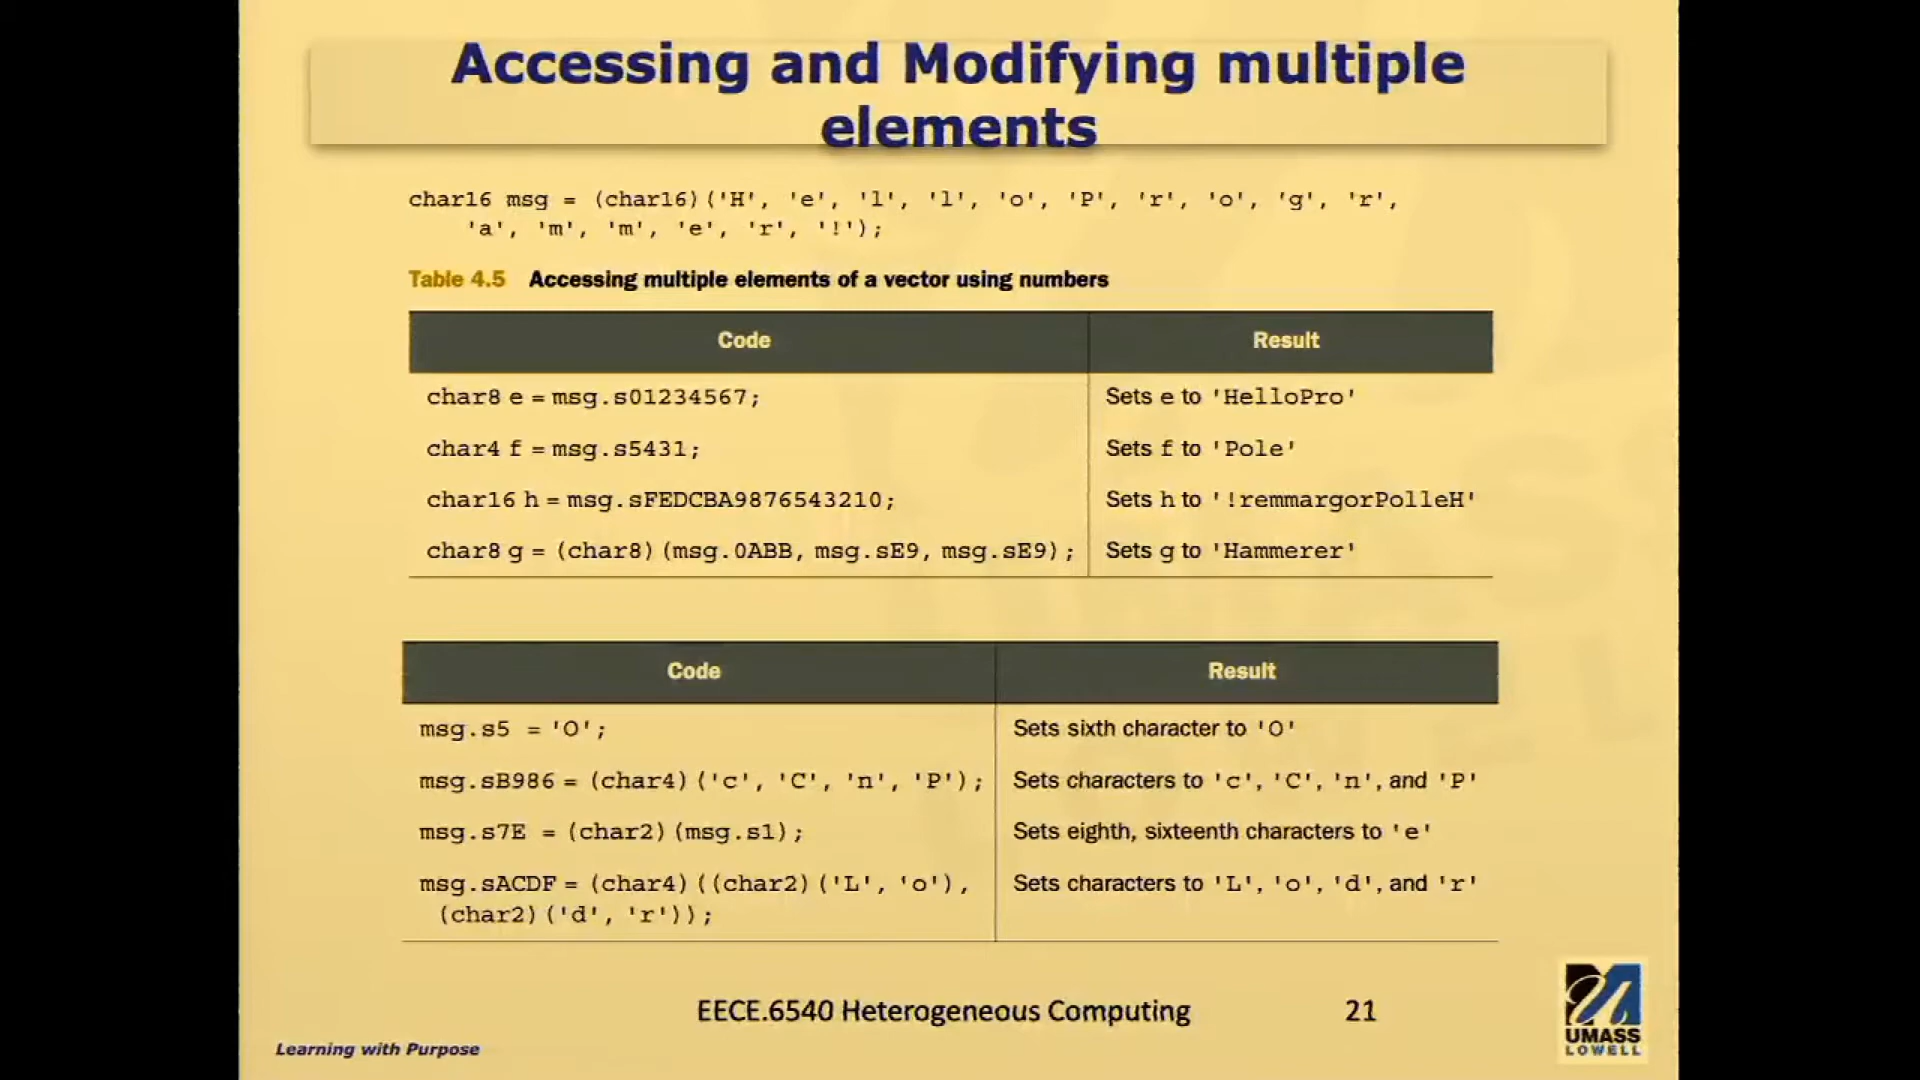 Accessing and Modifying multiple
elements
char16 msg = (char16)('H', 'e', 'l', 'l', 'o', 'P', 'r', 'o', 'g', 'r',
'a', 'm', 'm', 'e', 'r', '!');
Table 4.5 Accessing multiple elements of a vector using numbers
Code Result
char8 e = msg.s01234567; Sets e to 'HelloPro'
char4 f = msg.s5431; Sets f to 'Pole'
char16 h = msg.sFEDCBA9876543210; Sets h to '!remmargorPolleH'
char8 g = (char8)(msg.0ABB, msg.sE9, msg.sE9); Sets g to 'Hammerer'
Code Result
msg.s5 = 'O'; Sets sixth character to 'O'
msg.sB986 = (char4)('c', 'C', 'n', 'P'); Sets characters to 'c', 'C', 'n', and 'P'
msg.s7E = (char2)(msg.s1); Sets eighth, sixteenth characters to 'e'
msg.sACDF = (char4)((char2)('L', 'o'), Sets characters to 'L', 'o', 'd', and 'r'
(char2)('d', 'r'));
EECE.6540 Heterogeneous Computing 21
Learning with Purpose
UMASS
LOWELL